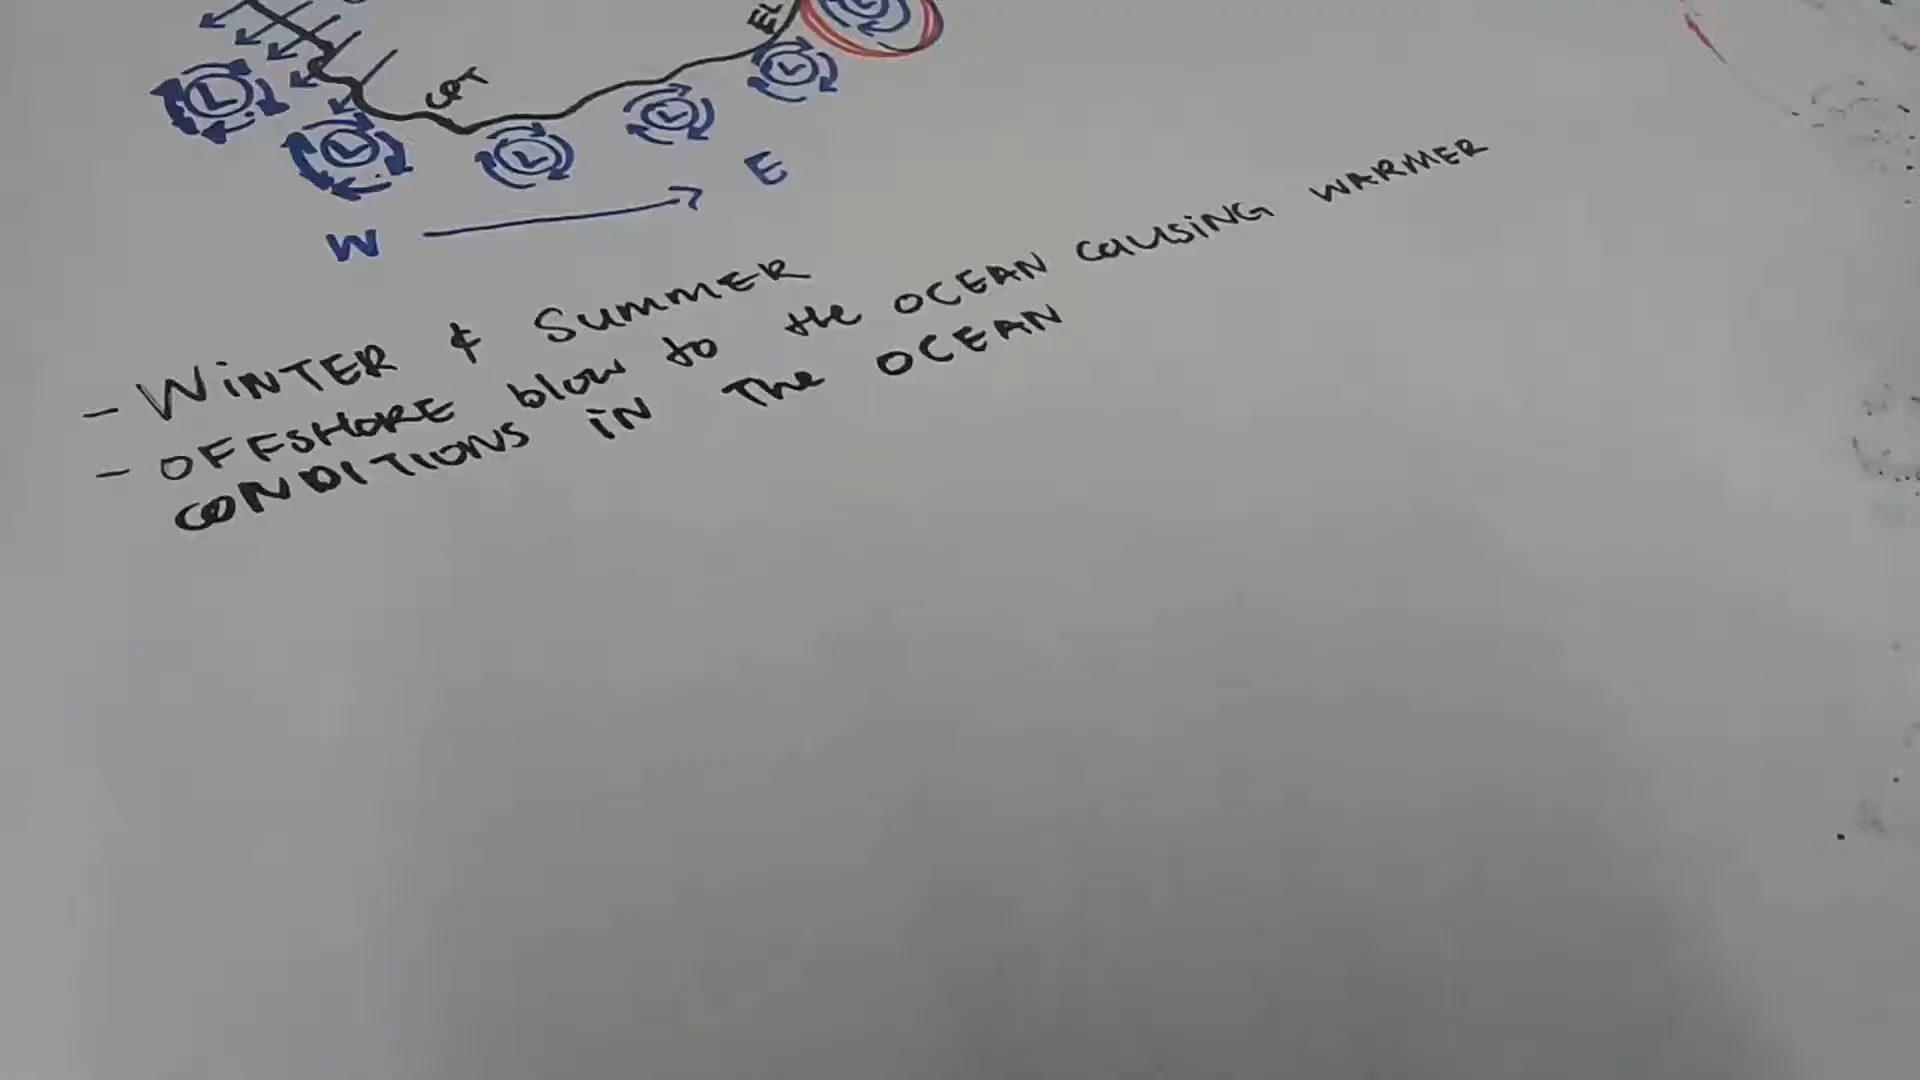 EL
L
L
CPT
L
L
L
L
E
W
- WiNTER & SummER
- OFFSHORE blow to the OCEAN causiNG WARMER
CONDITIONS iN The OCEAN